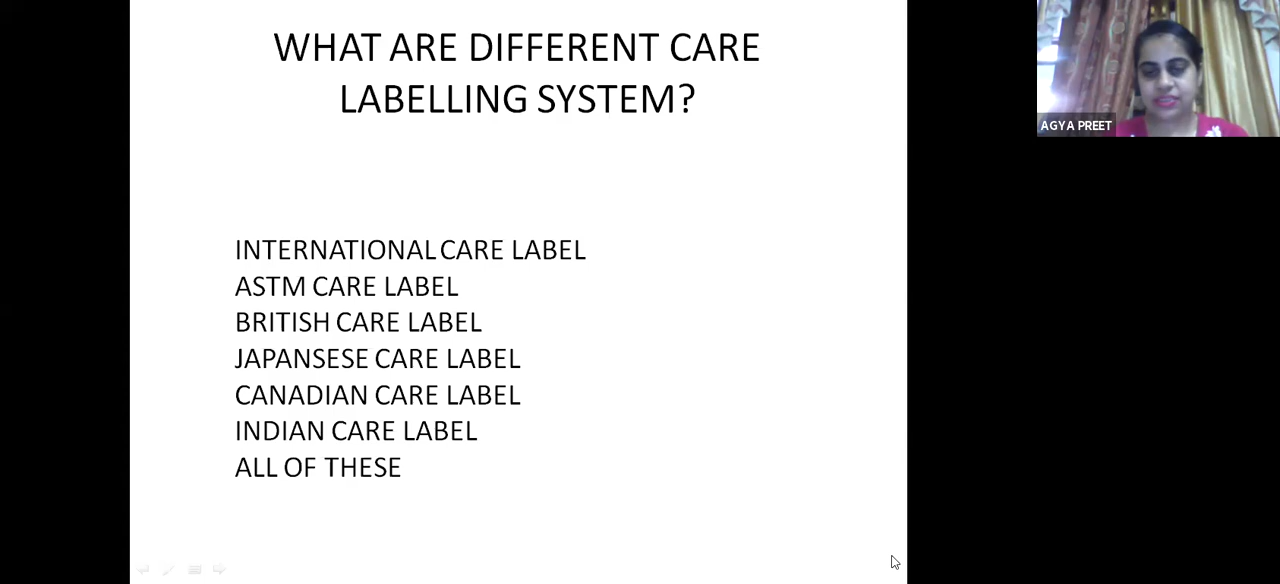 WHAT ARE DIFFERENT CARE
LABELLING SYSTEM?
AGYA PREET
INTERNATIONAL CARE LABEL
ASTM CARE LABEL
BRITISH CARE LABEL
JAPANSESE CARE LABEL
CANADIAN CARE LABEL
INDIAN CARE LABEL
ALL OF THESE